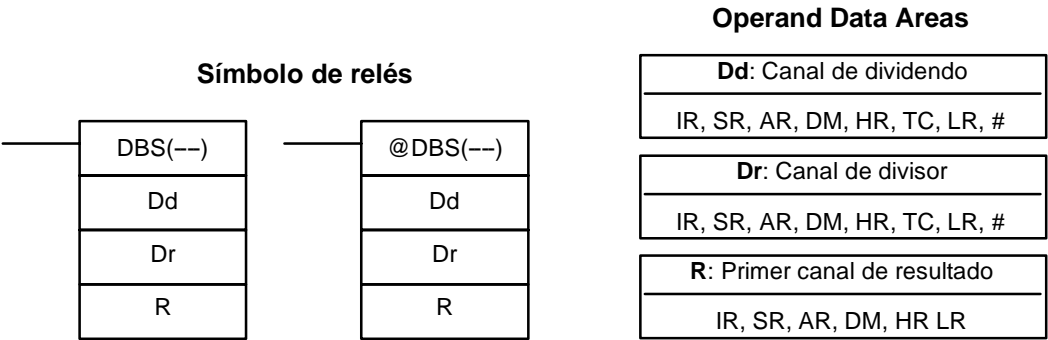 Operand Data Areas
Símbolo de relés
DBS(––)
Dd
Dr
R
@DBS(––)
Dd
Dr
R
Dd: Canal de dividendo
IR, SR, AR, DM, HR, TC, LR, #
Dr: Canal de divisor
IR, SR, AR, DM, HR, TC, LR, #
R: Primer canal de resultado
IR, SR, AR, DM, HR LR